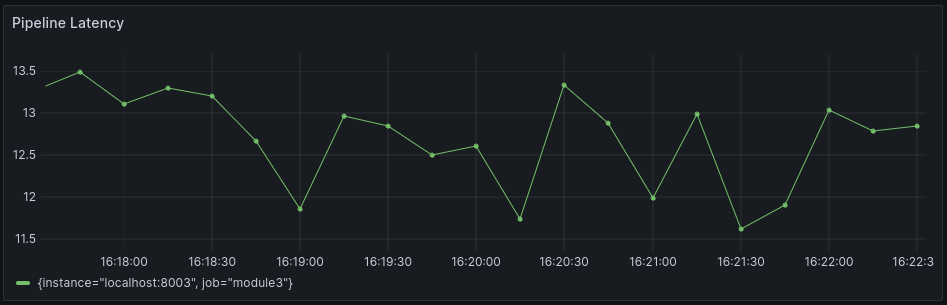 Pipeline Latency
13.5
13
12.5
12
11.5
16:18:00 16:18:30 16:19:00 16:19:30 16:20:00 16:20:30 16:21:00 16:21:30 16:22:00 16:22:3
{instance="localhost:8003", job="module3"}